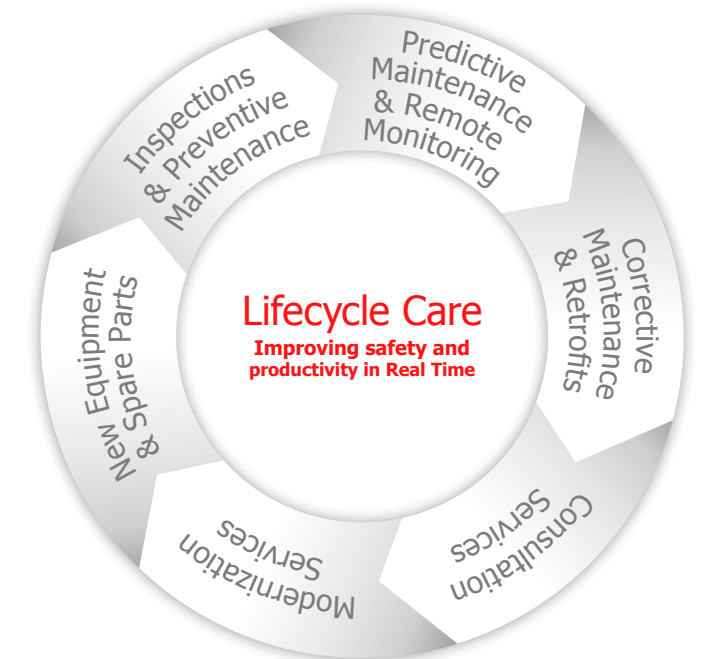 Predictive
Maintenance
& Remote
Monitoring
Corrective
Maintenance
& Retrofits
Consultation
Services
Modernization
Services
New Equipment
& Spare Parts
Inspections
& Preventive
Maintenance
Lifecycle Care
Improving safety and
productivity in Real Time